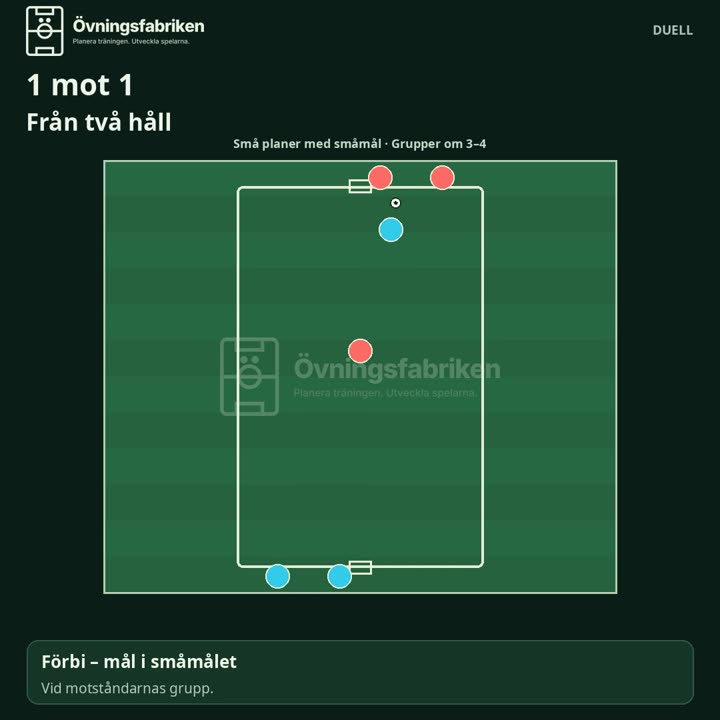 Övningsfabriken
Planera träningen. Utveckla spelarna.
DUELL
1 mot 1
Från två håll
Små planer med småmål · Grupper om 3–4
Övningsfabriken
Planera träningen. Utveckla spelarna.
Förbi – mål i småmålet
Vid motståndarnas grupp.